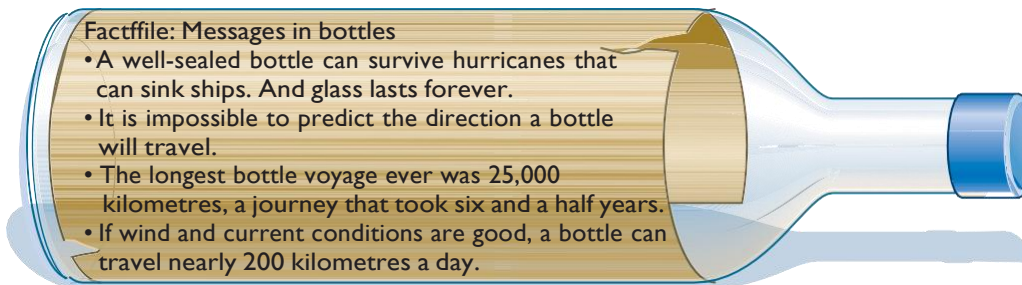 Factffile: Messages in bottles
• A well-sealed bottle can survive hurricanes that
can sink ships. And glass lasts forever.
• It is impossible to predict the direction a bottle
will travel.
• The longest bottle voyage ever was 25,000
kilometres, a journey that took six and a half years.
• If wind and current conditions are good, a bottle can
travel nearly 200 kilometres a day.